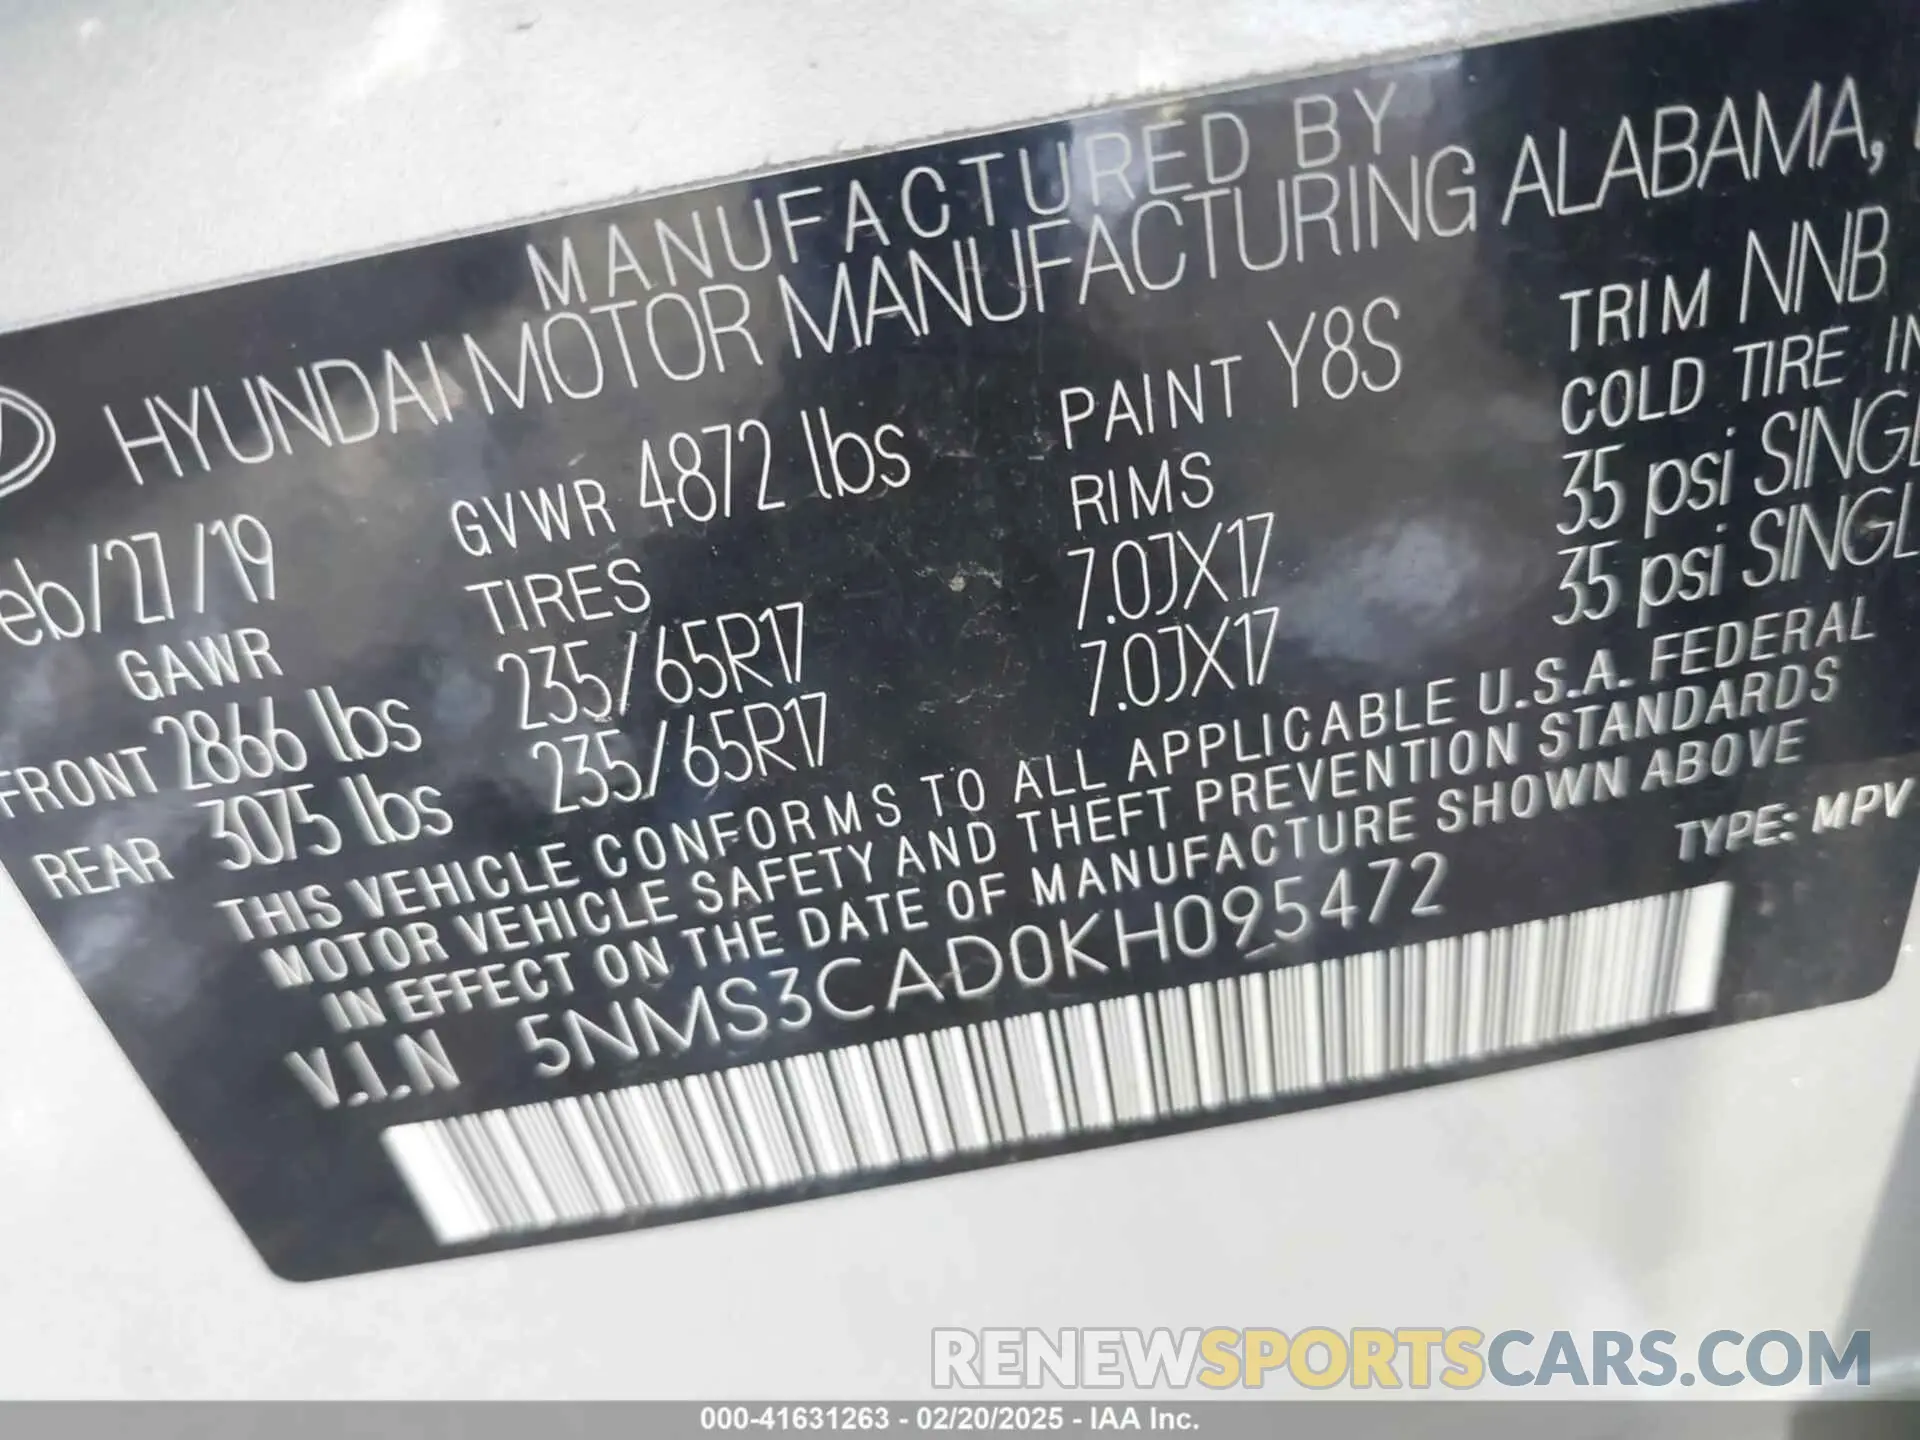 MANUFACTURED BY
HYUNDAI MOTOR MANUFACTURING ALABAMA,
eb/27/19 GVWR 4872 lbs PAINT Y8S TRIM NNB
GAWR TIRES RIMS COLD TIRE IN
FRONT 2866 lbs 235/65R17 7.0JX17 35 psi SINGL
REAR 3075 lbs 235/65R17 7.0JX17 35 psi SINGL
THIS VEHICLE CONFORMS TO ALL APPLICABLE U.S.A. FEDERAL
MOTOR VEHICLE SAFETY AND THEFT PREVENTION STANDARDS
IN EFFECT ON THE DATE OF MANUFACTURE SHOWN ABOVE
V.I.N 5NMS3CAD0KH095472 TYPE: MPV
RENEWSPORTSCARS.COM
000-41631263 - 02/20/2025 - IAA Inc.